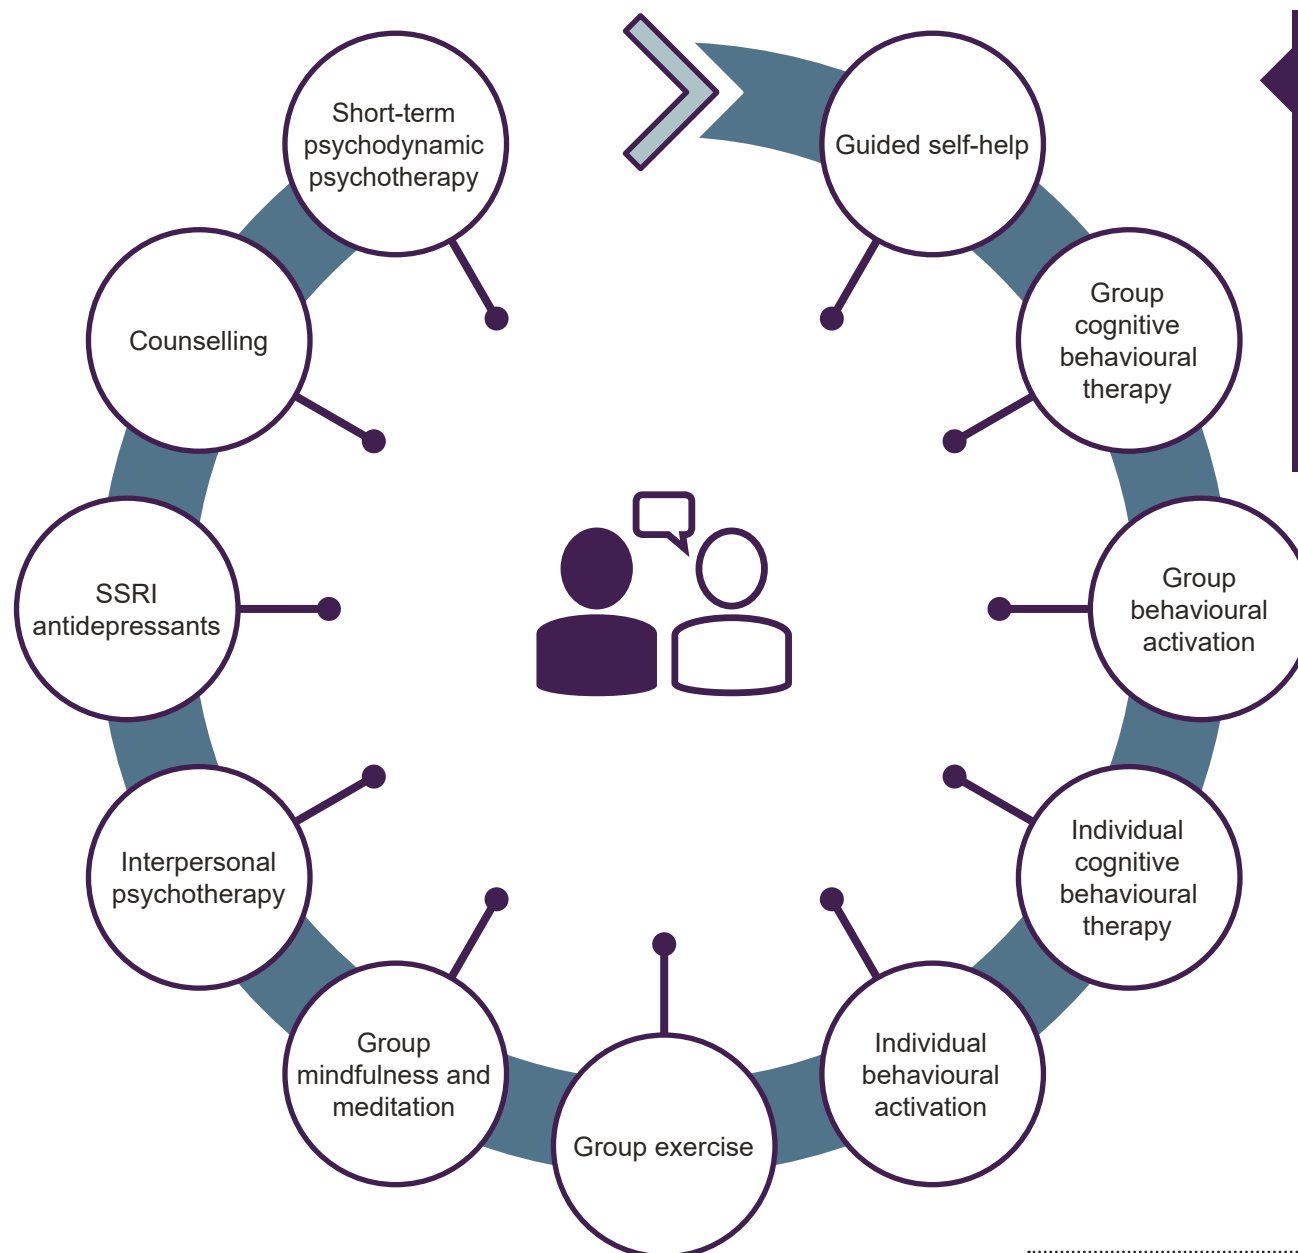 Guided self-help
Group
cognitive
behavioural
therapy
Group
behavioural
activation
Individual
cognitive
behavioural
therapy
Individual
behavioural
activation
Group exercise
Group
mindfulness and
meditation
Interpersonal
psychotherapy
SSRI
antidepressants
Counselling
Short-term
psychodynamic
psychotherapy